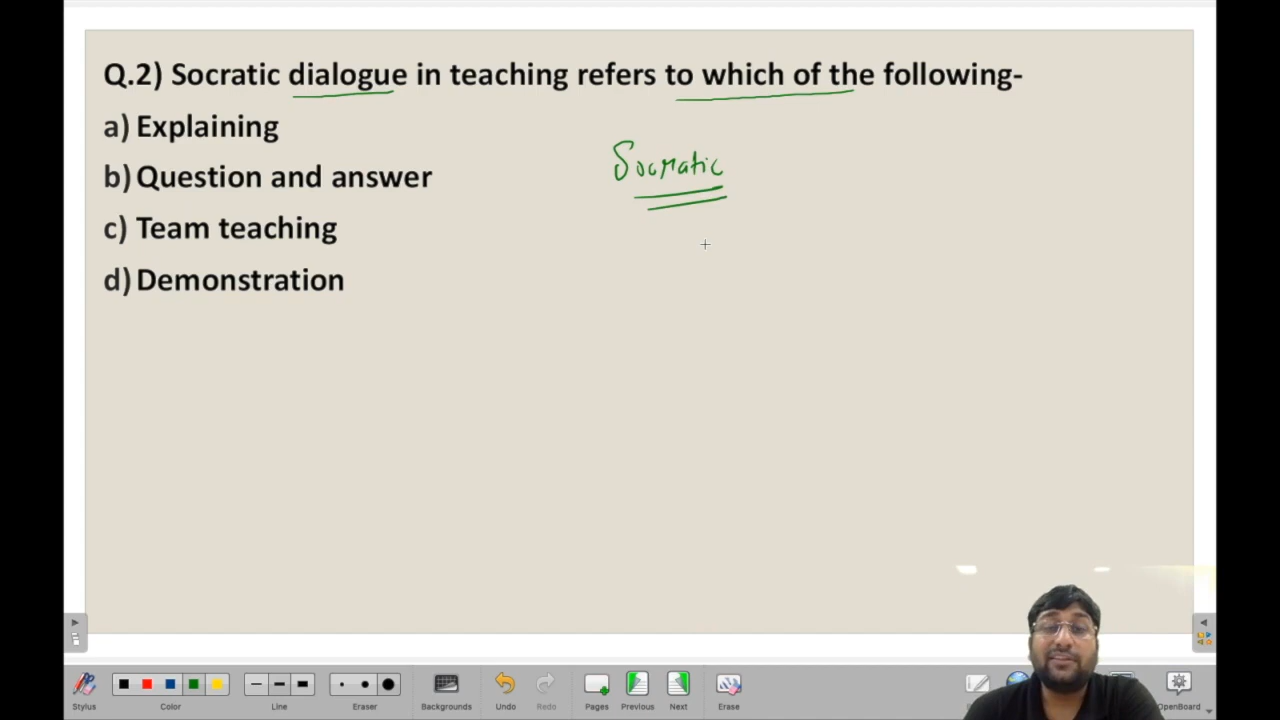 Q.2) Socratic dialogue in teaching refers to which of the following-
a) Explaining
b) Question and answer
c) Team teaching
d) Demonstration
Socratic
Stylus
Color
Line
Eraser
Backgrounds
Undo
Redo
Pages
Previous
Next
Erase
OpenBoard